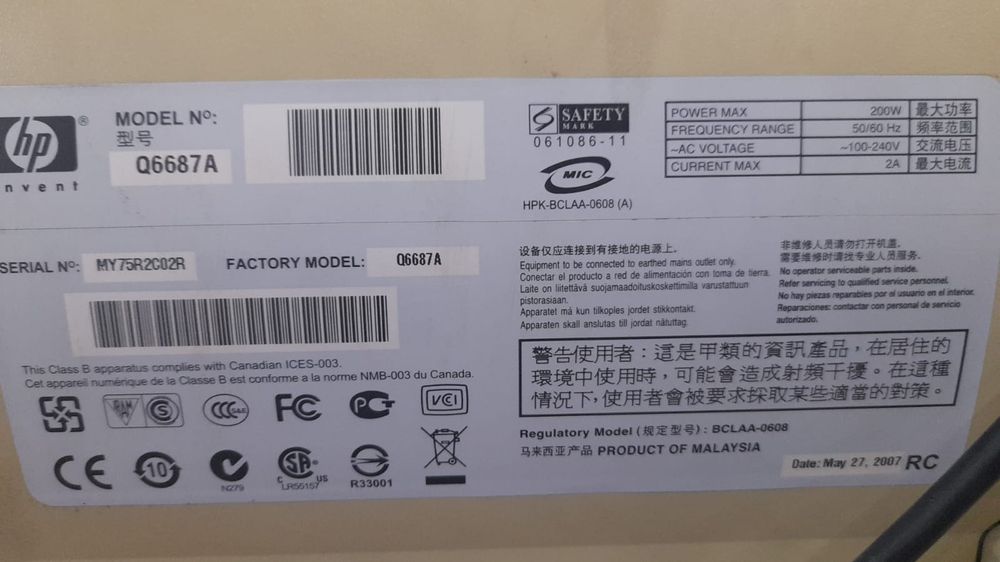 hp ®
invent
MODEL Nº:
型号
Q6687A
SAFETY
MARK
061086-11
MIC
HPK-BCLAA-0608 (A)
POWER MAX 200W 最大功率
FREQUENCY RANGE 50/60 Hz 频率范围
~AC VOLTAGE ~100-240V 交流电压
CURRENT MAX 2A 最大电流
SERIAL Nº: MY75R2C02R FACTORY MODEL: Q6687A
This Class B apparatus complies with Canadian ICES-003.
Cet appareil numérique de la Classe B est conforme a la norme NMB-003 du Canada.
CCC S&E FC PCT VCI
CE 10 N279 SA C US LR55157 R33001
设备仅应连接到有接地的电源上.
Equipment to be connected to earthed mains outlet only.
Conectar el producto a red de alimentación con toma de tierra.
Laite on liitettävä suojamaadoituskoskettimilla varustattuun
pistorasiaan.
Apparatet må kun tilkoples jordet stikkontakt.
Apparaten skall anslutas till jordat nätuttag.
非维修人员请勿打开机盖.
需要维修时请找专业人员服务.
No operator serviceable parts inside.
Refer servicing to qualified service personnel.
No hay piezas reparables por el usuario en el interior.
Reparaciones: contactar con personal de servicio
autorizado.
警告使用者：這是甲類的資訊產品，在居住的
環境中使用時，可能會造成射頻干擾。在這種
情況下，使用者會被要求採取某些適當的對策。
Regulatory Model (规定型号) : BCLAA-0608
马来西亚产品 PRODUCT OF MALAYSIA
Date: May 27, 2007 RC